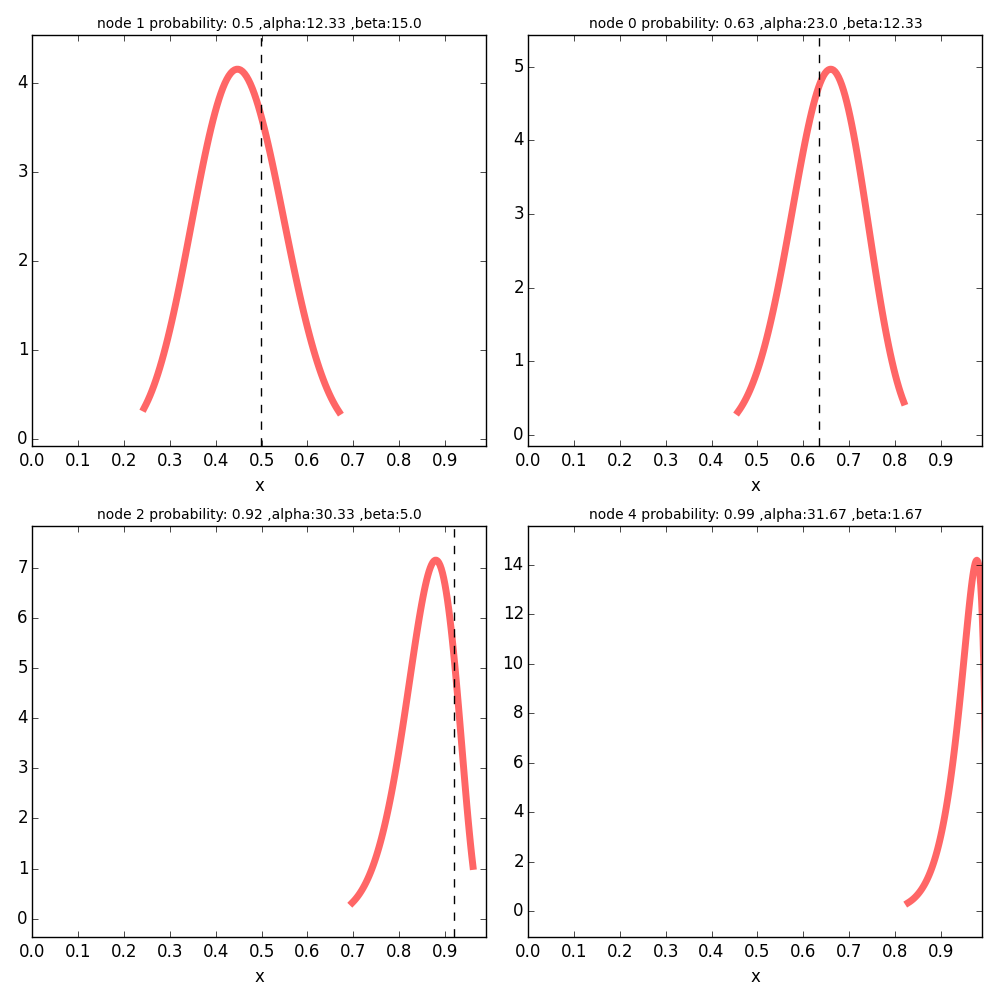 node 1 probability: 0.5 ,alpha:12.33 ,beta:15.0
4
3
2
1
0
0.0 0.1 0.2 0.3 0.4 0.5 0.6 0.7 0.8 0.9
x
node 0 probability: 0.63 ,alpha:23.0 ,beta:12.33
5
4
3
2
1
0
0.0 0.1 0.2 0.3 0.4 0.5 0.6 0.7 0.8 0.9
x
node 2 probability: 0.92 ,alpha:30.33 ,beta:5.0
7
6
5
4
3
2
1
0
0.0 0.1 0.2 0.3 0.4 0.5 0.6 0.7 0.8 0.9
x
node 4 probability: 0.99 ,alpha:31.67 ,beta:1.67
14
12
10
8
6
4
2
0
0.0 0.1 0.2 0.3 0.4 0.5 0.6 0.7 0.8 0.9
x